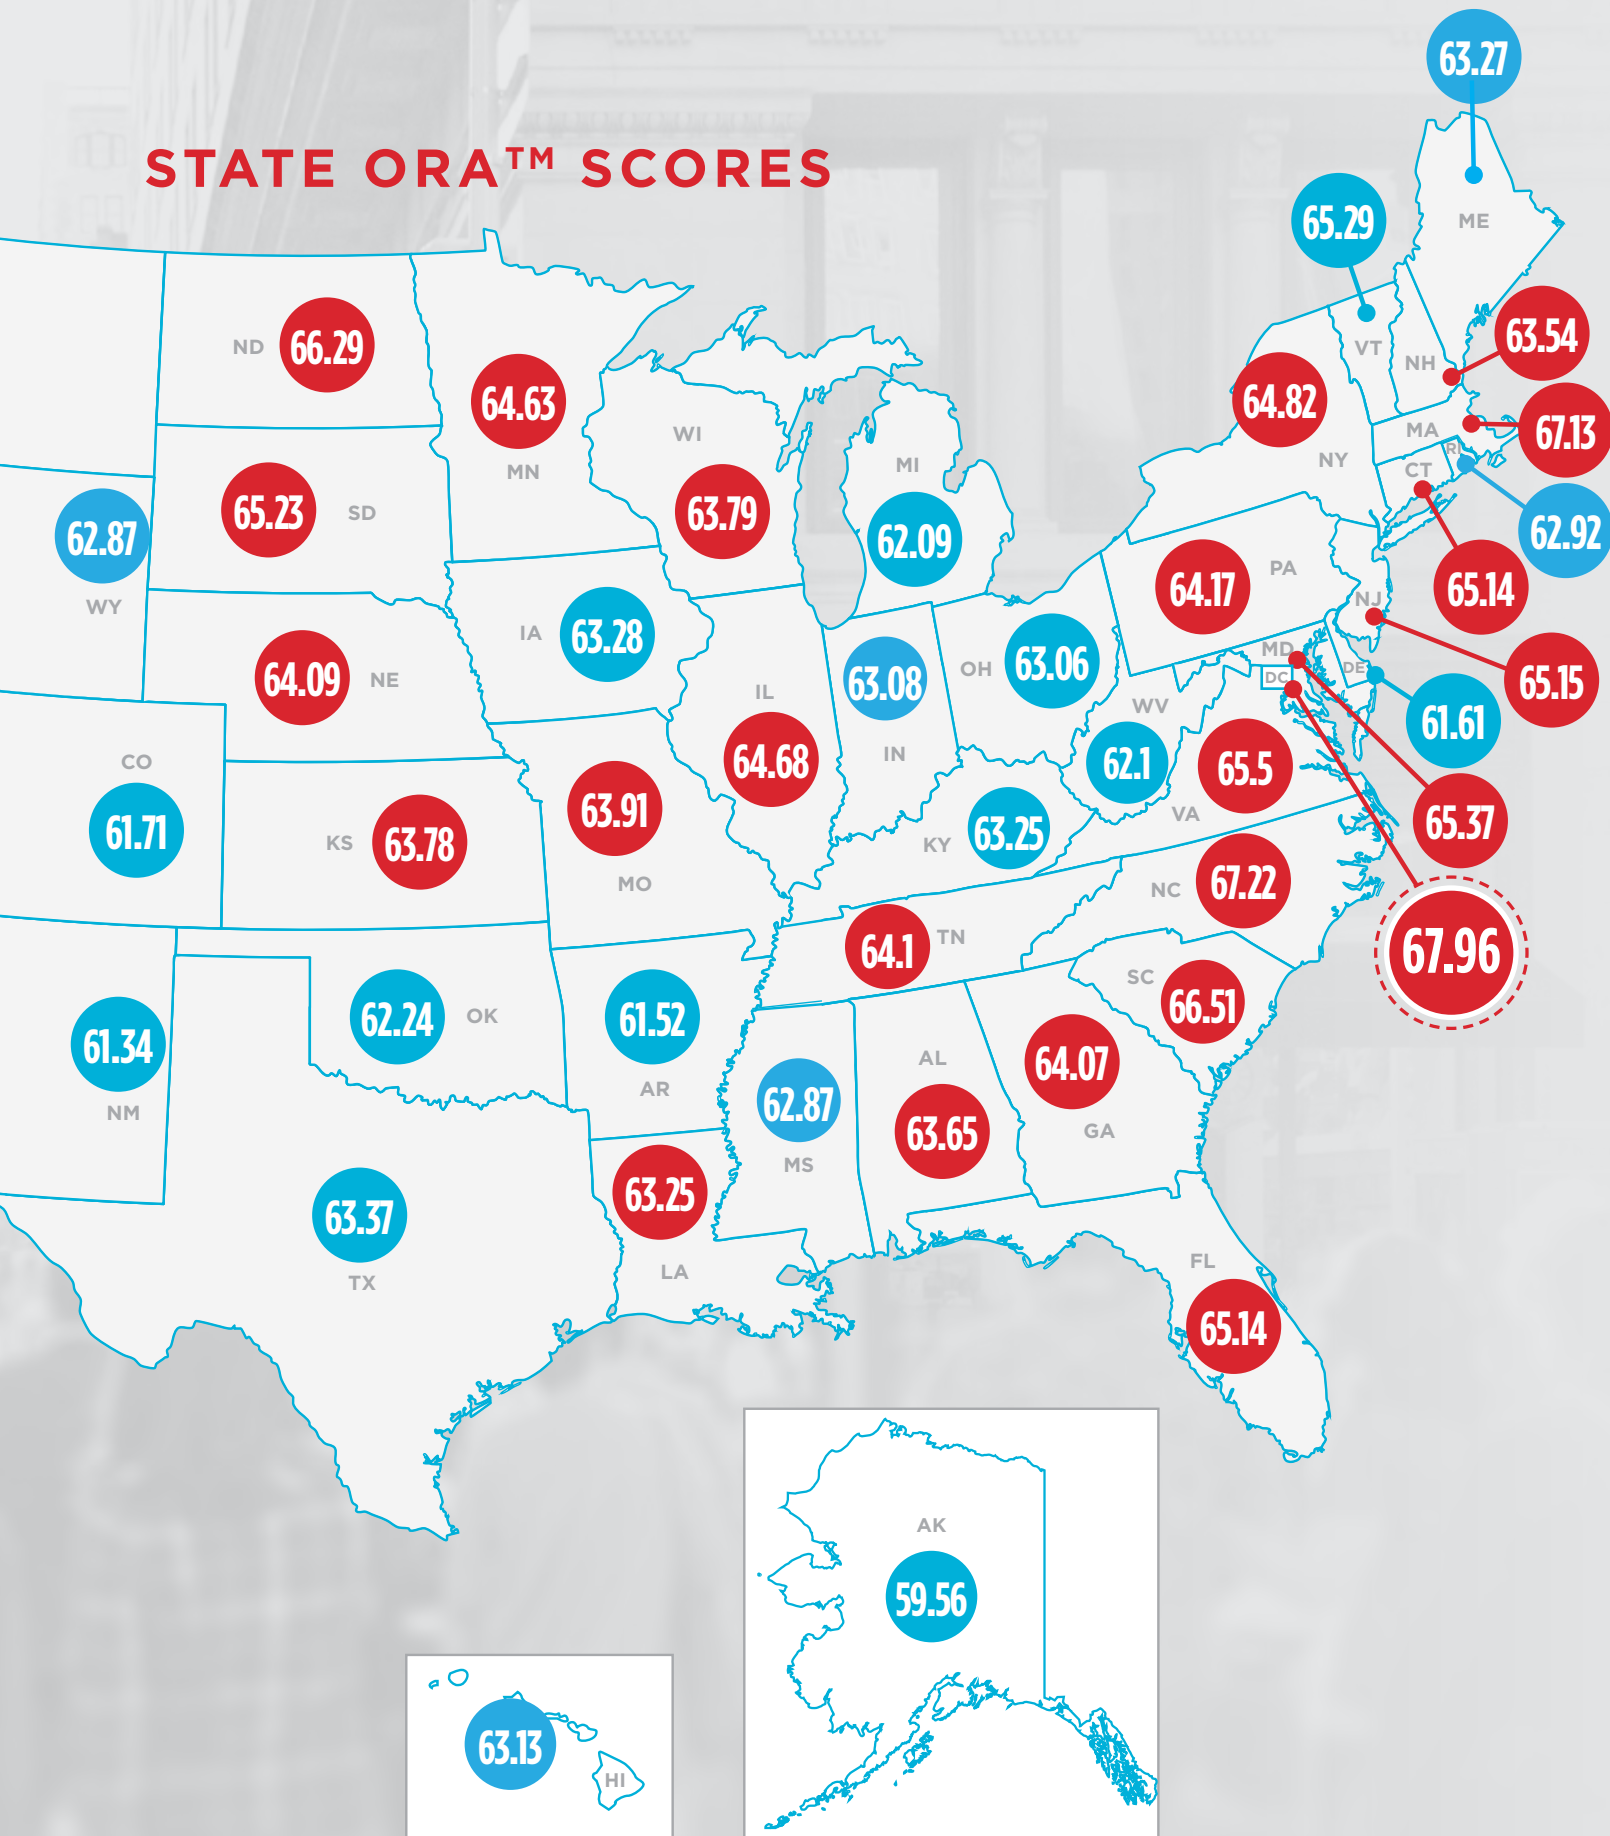 STATE ORA™ SCORES
63.27
ME
65.29
VT
NH
63.54
ND
66.29
64.63
MN
WI
63.79
MI
62.09
64.82
NY
MA
67.13
RI
CT
62.92
65.14
62.87
WY
65.23
SD
64.17
PA
NJ
65.15
IA
63.28
64.09
NE
IL
64.68
63.08
IN
OH
63.06
MD
DC
DE
61.61
WV
62.1
65.5
VA
65.37
CO
61.71
KS
63.78
63.91
MO
KY
63.25
NC
67.22
67.96
64.1
TN
SC
66.51
61.34
NM
62.24
OK
61.52
AR
62.87
MS
AL
63.65
64.07
GA
63.37
TX
63.25
LA
FL
65.14
AK
59.56
63.13
HI